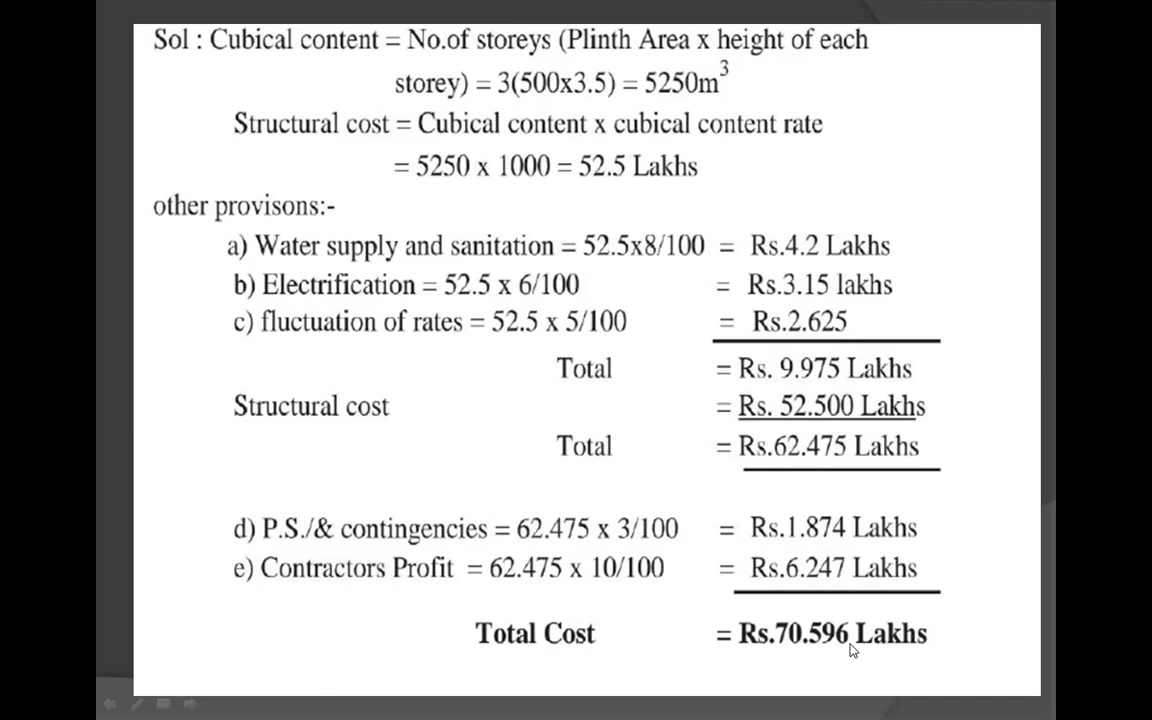 Sol : Cubical content = No.of storeys (Plinth Area x height of each
storey) = 3(500x3.5) = 5250m³
Structural cost = Cubical content x cubical content rate
= 5250 x 1000 = 52.5 Lakhs
other provisons:-
a) Water supply and sanitation = 52.5x8/100 = Rs.4.2 Lakhs
b) Electrification = 52.5 x 6/100 = Rs.3.15 lakhs
c) fluctuation of rates = 52.5 x 5/100 = Rs.2.625
Total = Rs. 9.975 Lakhs
Structural cost = Rs. 52.500 Lakhs
Total = Rs.62.475 Lakhs
d) P.S./& contingencies = 62.475 x 3/100 = Rs.1.874 Lakhs
e) Contractors Profit = 62.475 x 10/100 = Rs.6.247 Lakhs
Total Cost = Rs.70.596 Lakhs